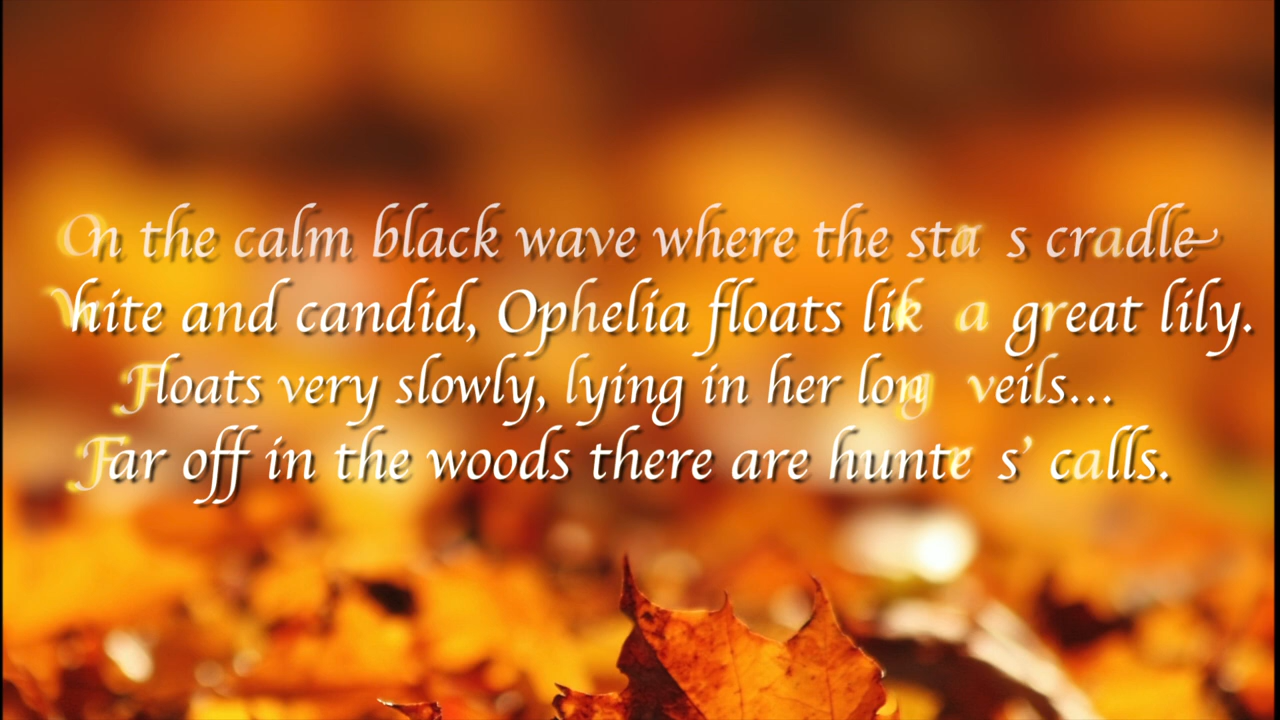 On the calm black wave where the sta s cradle
White and candid, Ophelia floats lik a great lily.
Floats very slowly, lying in her long veils...
Far off in the woods there are hunte s' calls.